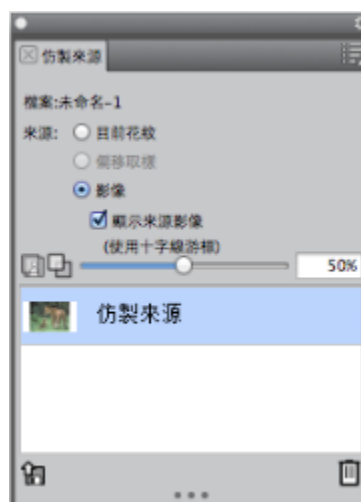 仿製來源
檔案:未命名-1
來源: 目前花紋
偏移取樣
影像
顯示來源影像
(使用十字線游標)
50%
仿製來源